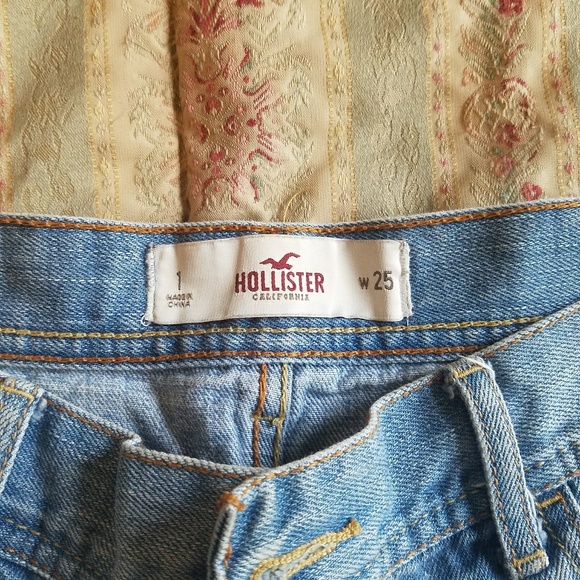 1
MADE IN
CHINA
HOLLISTER
CALIFORNIA
W 25